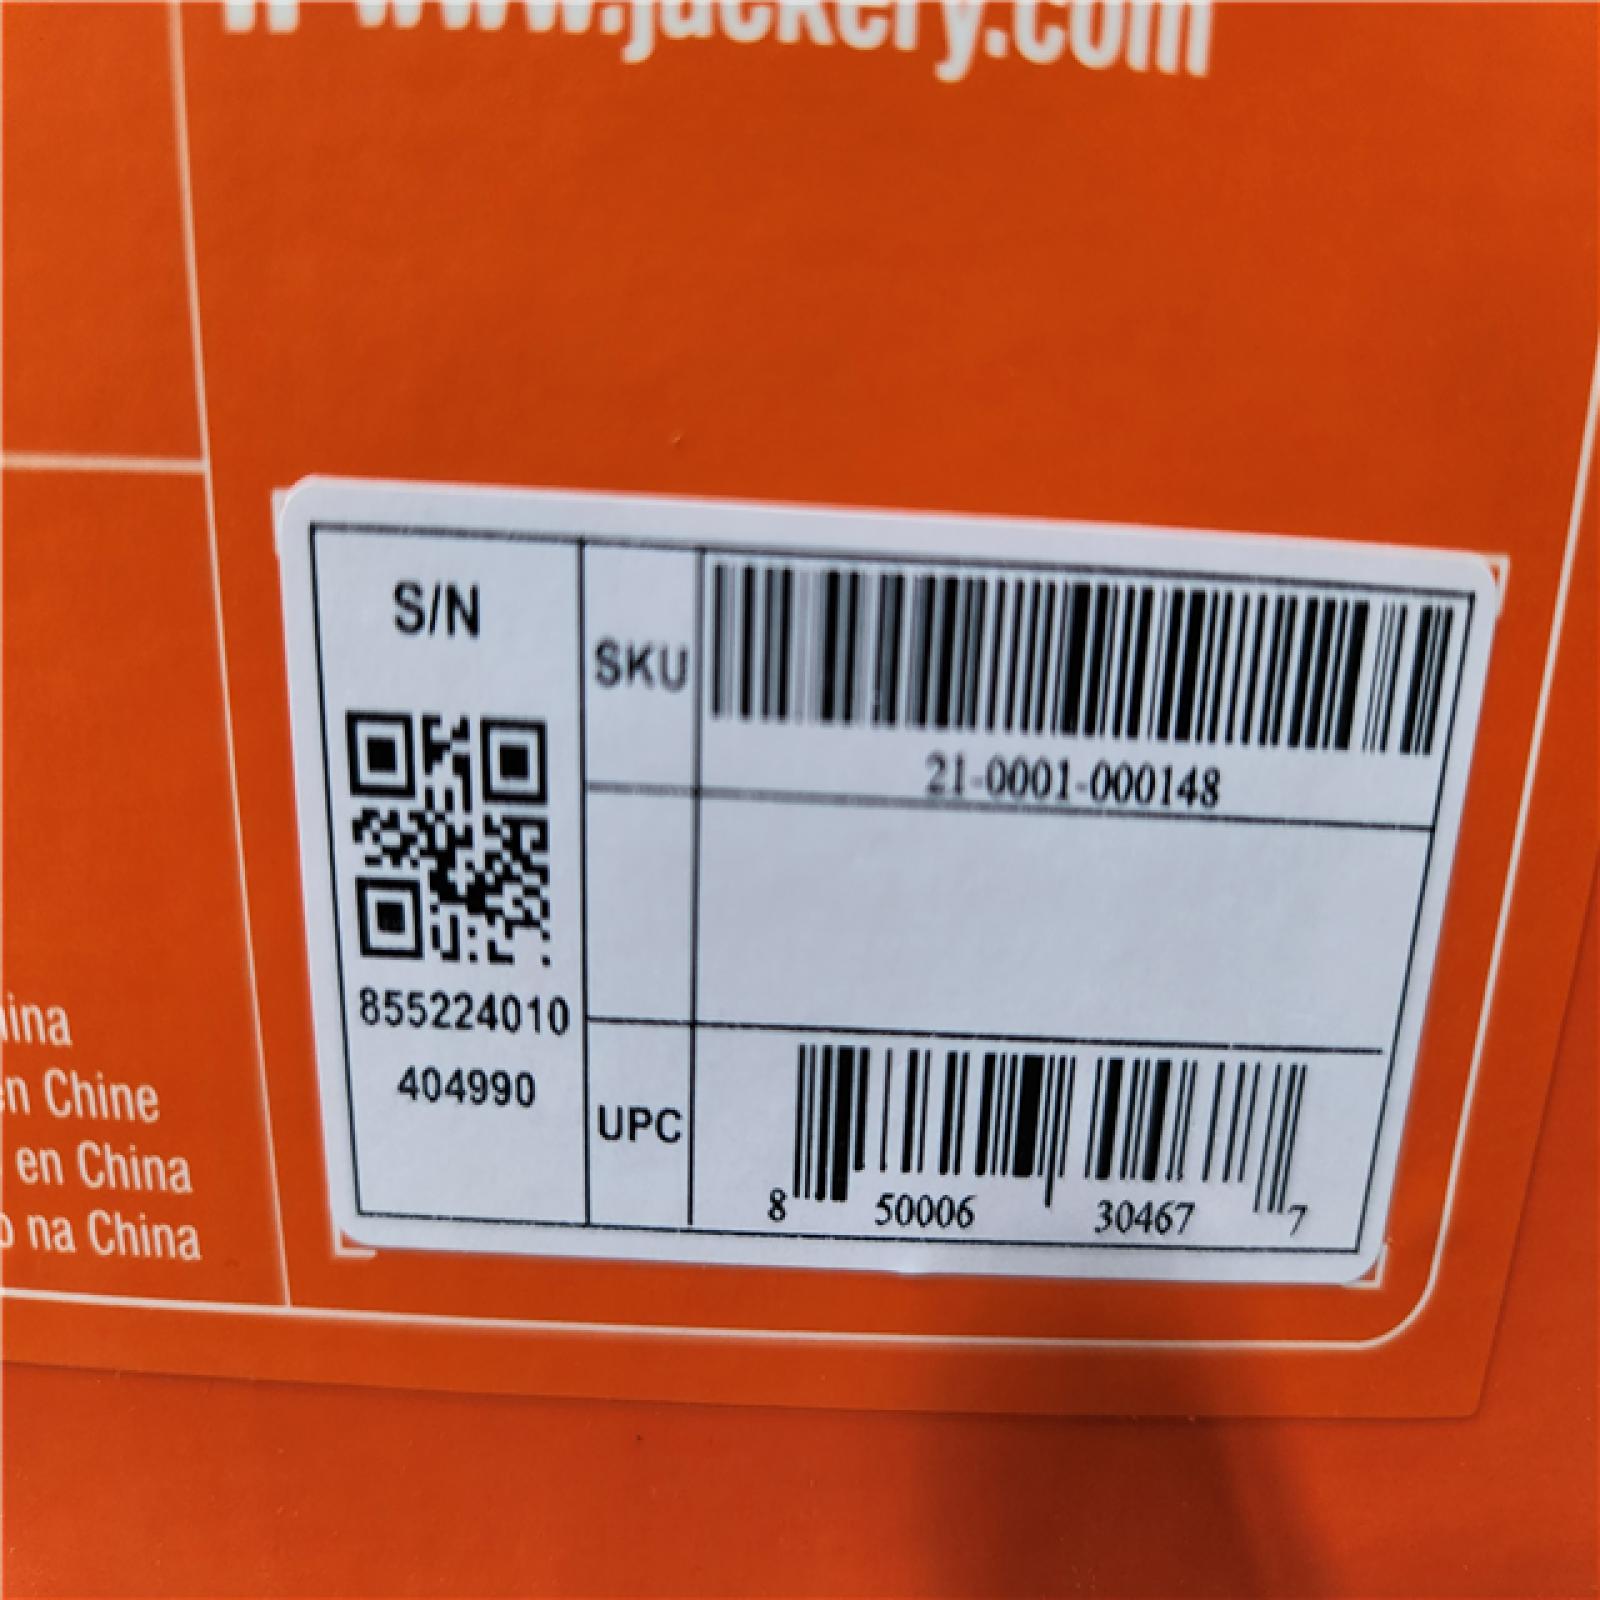 www.jackery.com
S/N
855224010
404990
SKU
21-0001-000148
UPC
8 50006 30467 7
en Chine
en China
na China